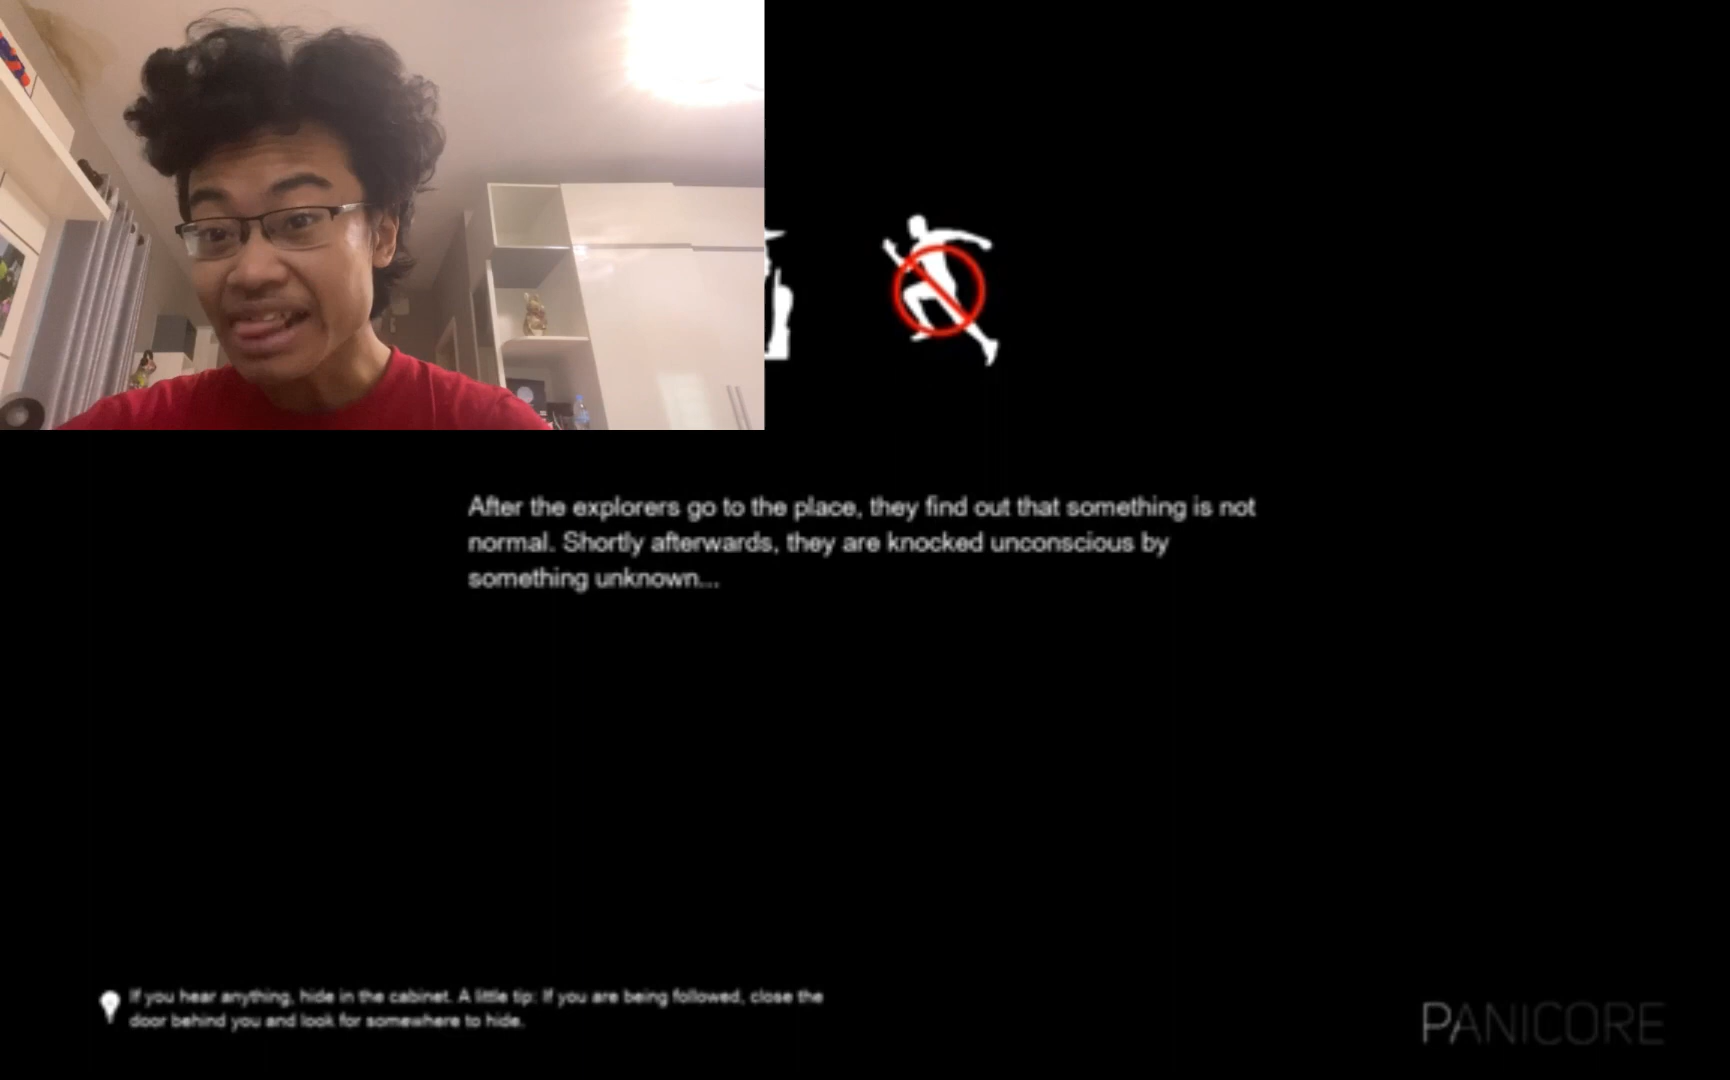 After the explorers go to the place, they find out that something is not
normal. Shortly afterwards, they are knocked unconscious by
something unknown...
If you hear anything, hide in the cabinet. A little tip: If you are being followed, close the
door behind you and look for somewhere to hide.
PANICORE